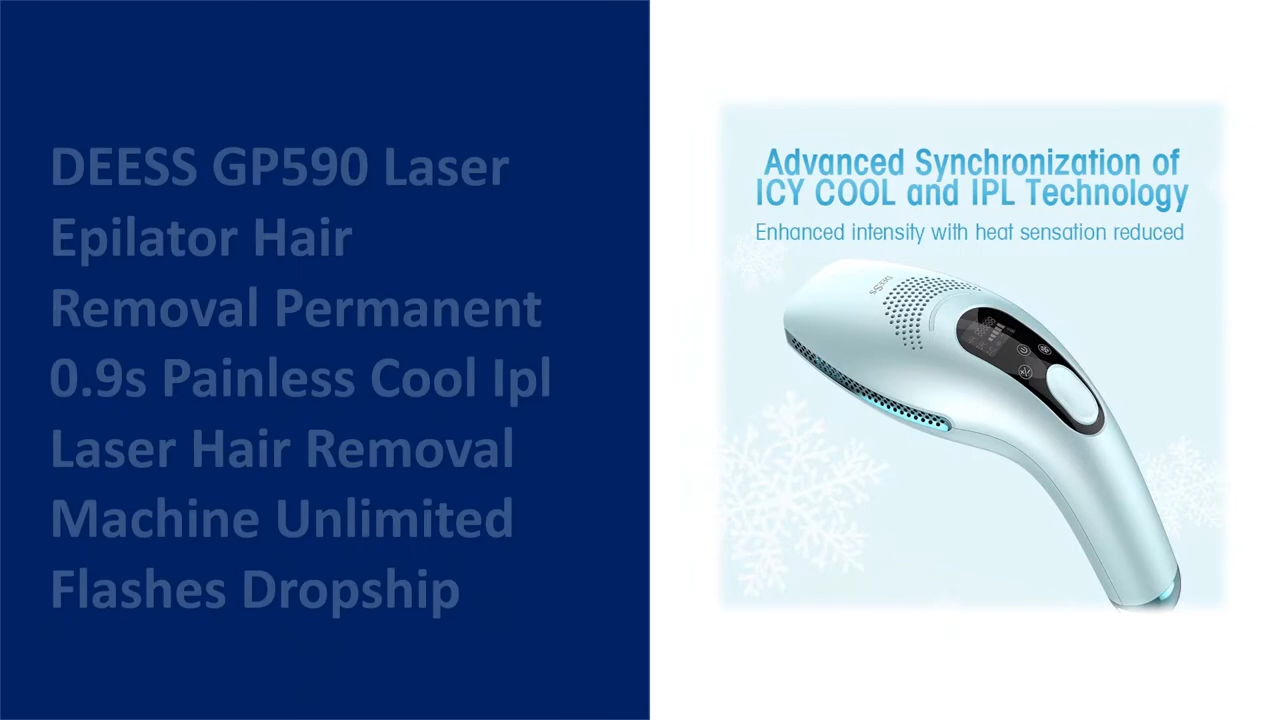 DEESS GP590 Laser
Epilator Hair
Removal Permanent
0.9s Painless Cool Ipl
Laser Hair Removal
Machine Unlimited
Flashes Dropship
Advanced Synchronization of
ICY COOL and IPL Technology
Enhanced intensity with heat sensation reduced
DEESS